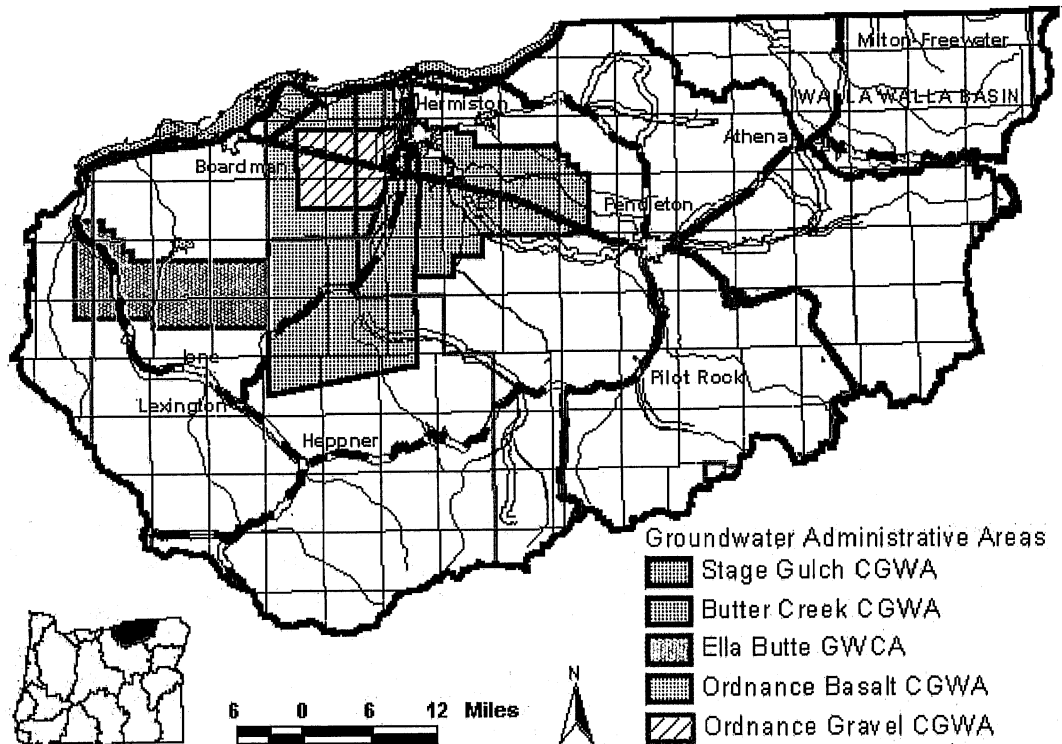 Milton-Freewater
WALLA WALLA BASIN
Hermiston
Athena
Boardman
Pendleton
Ione
Pilot Rock
Lexington
Heppner
Groundwater Administrative Areas
Stage Gulch CGWA
Butter Creek CGWA
Ella Butte GWCA
Ordnance Basalt CGWA
Ordnance Gravel CGWA
N
6 0 6 12 Miles